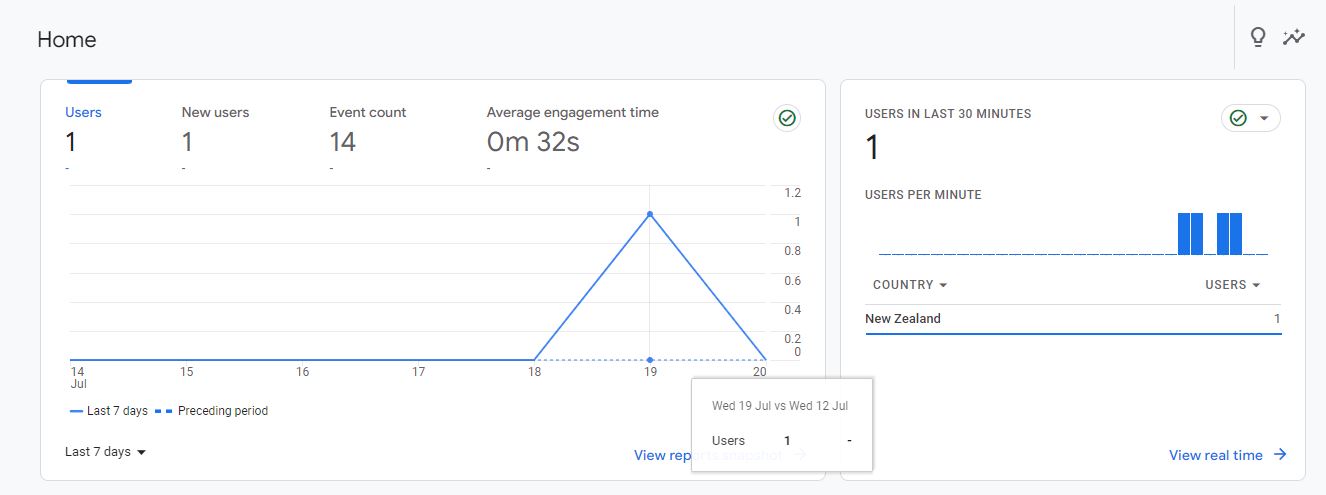 Home
Users
New users
Event count
Average engagement time
1
1
14
0m 32s
-
-
-
-
1.2
1
0.8
0.6
0.4
0.2
0
14
Jul
15
16
17
18
19
20
Last 7 days
Preceding period
Wed 19 Jul vs Wed 12 Jul
Users 1 -
Last 7 days
View reports snapshot
USERS IN LAST 30 MINUTES
1
USERS PER MINUTE
COUNTRY
USERS
New Zealand
1
View real time